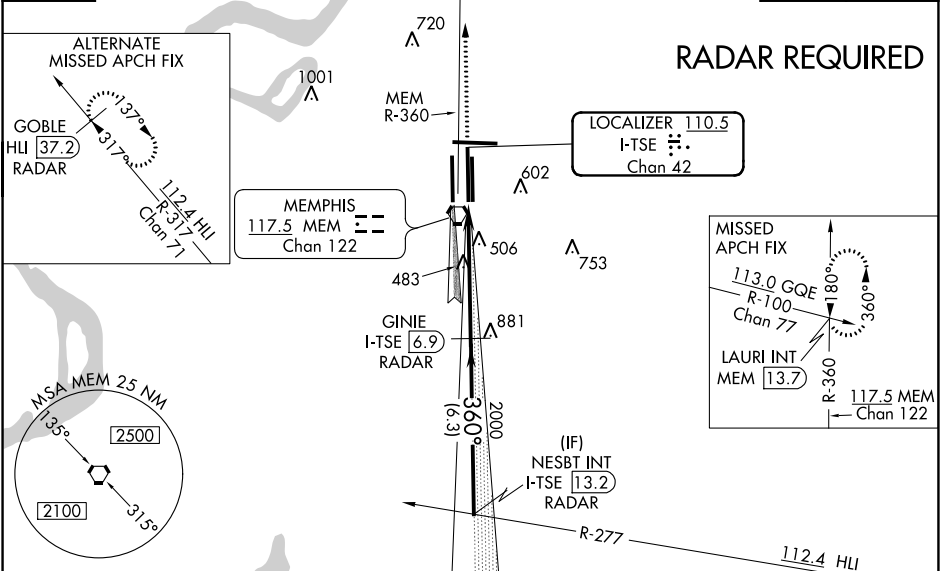 RADAR REQUIRED
ALTERNATE
MISSED APCH FIX
137°
317°
GOBLE
HLI 37.2
RADAR
112.4 HLI
R-317
Chan 71
720
1001
MEM
R-360
LOCALIZER 110.5
I-TSE
Chan 42
602
MEMPHIS
117.5 MEM
Chan 122
506
753
483
GINIE
I-TSE 6.9
RADAR
881
MISSED
APCH FIX
113.0 GQE
R-100
Chan 77
180°
360°
LAURI INT
MEM 13.7
R-360
117.5 MEM
Chan 122
MSA MEM 25 NM
135°
2500
2100
315°
2000
360°
(6.3)
(IF)
NESBT INT
I-TSE 13.2
RADAR
R-277
112.4 HLI